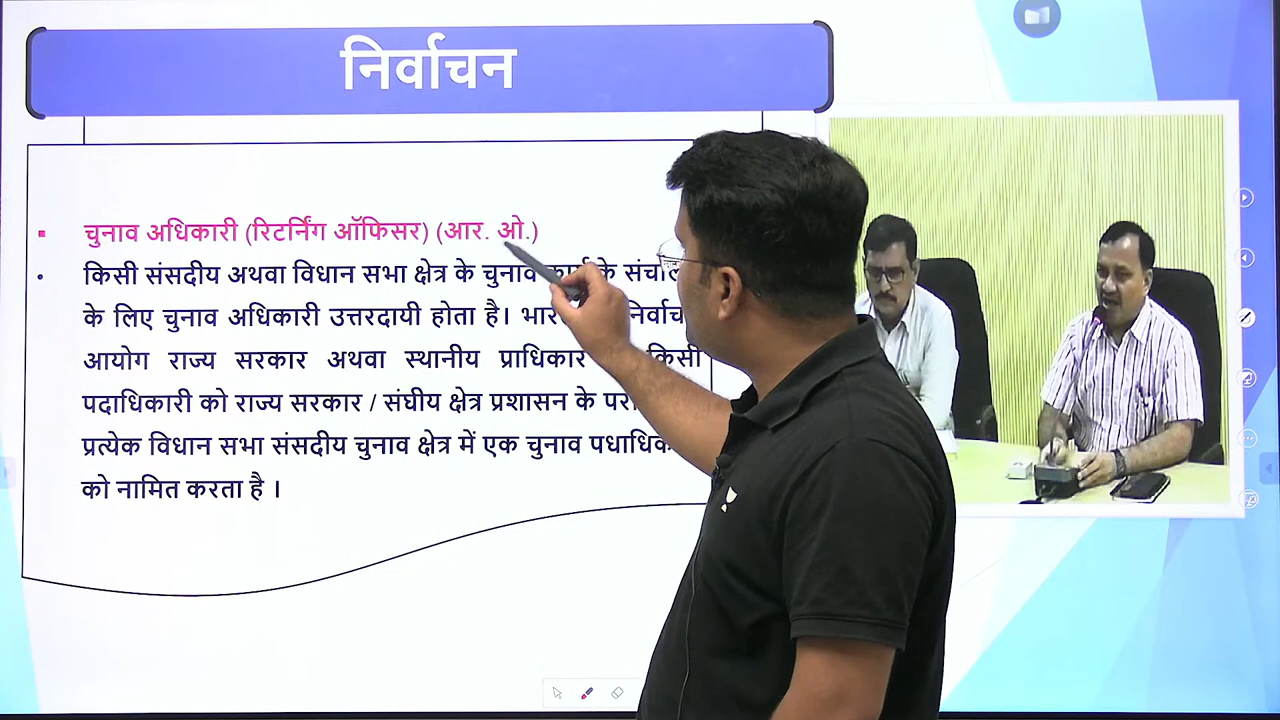 निर्वाचन
चुनाव अधिकारी (रिटर्निंग ऑफिसर) (आर. ओ.)
किसी संसदीय अथवा विधान सभा क्षेत्र के चुनाव कार्य के
के लिए चुनाव अधिकारी उत्तरदायी होता है।
आयोग राज्य सरकार अथवा स्थानीय प्राधिकार किसी
पदाधिकारी को राज्य सरकार / संघीय क्षेत्र प्रशासन के
प्रत्येक विधान सभा संसदीय चुनाव क्षेत्र में एक चुनाव
को नामित करता है ।